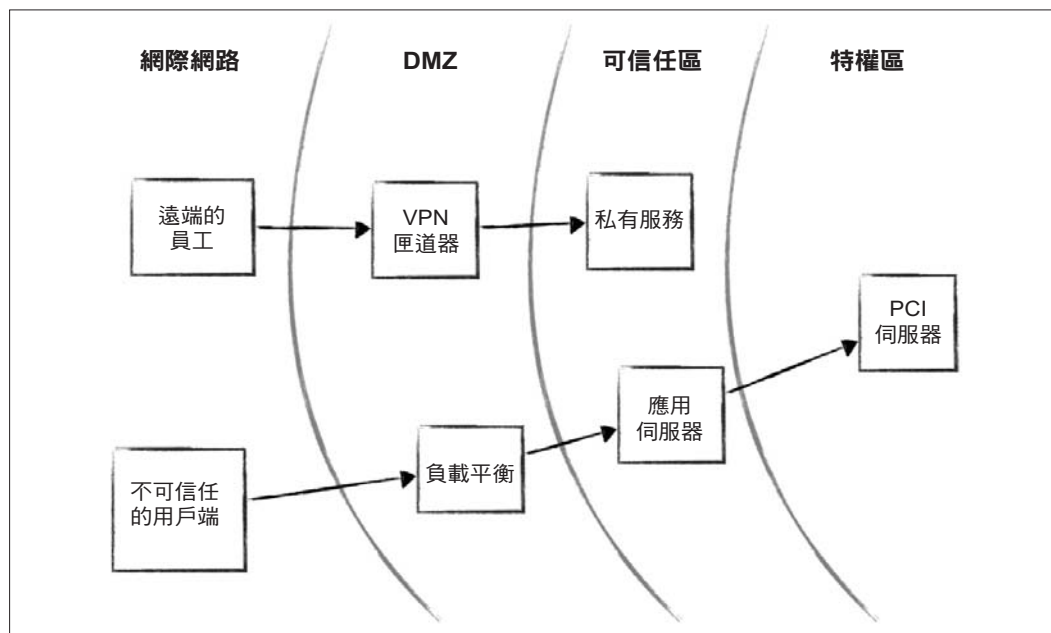 網際網路
DMZ
可信任區
特權區
遠端的
員工
VPN
匣道器
私有服務
PCI
伺服器
應用
伺服器
負載平衡
不可信任
的用戶端